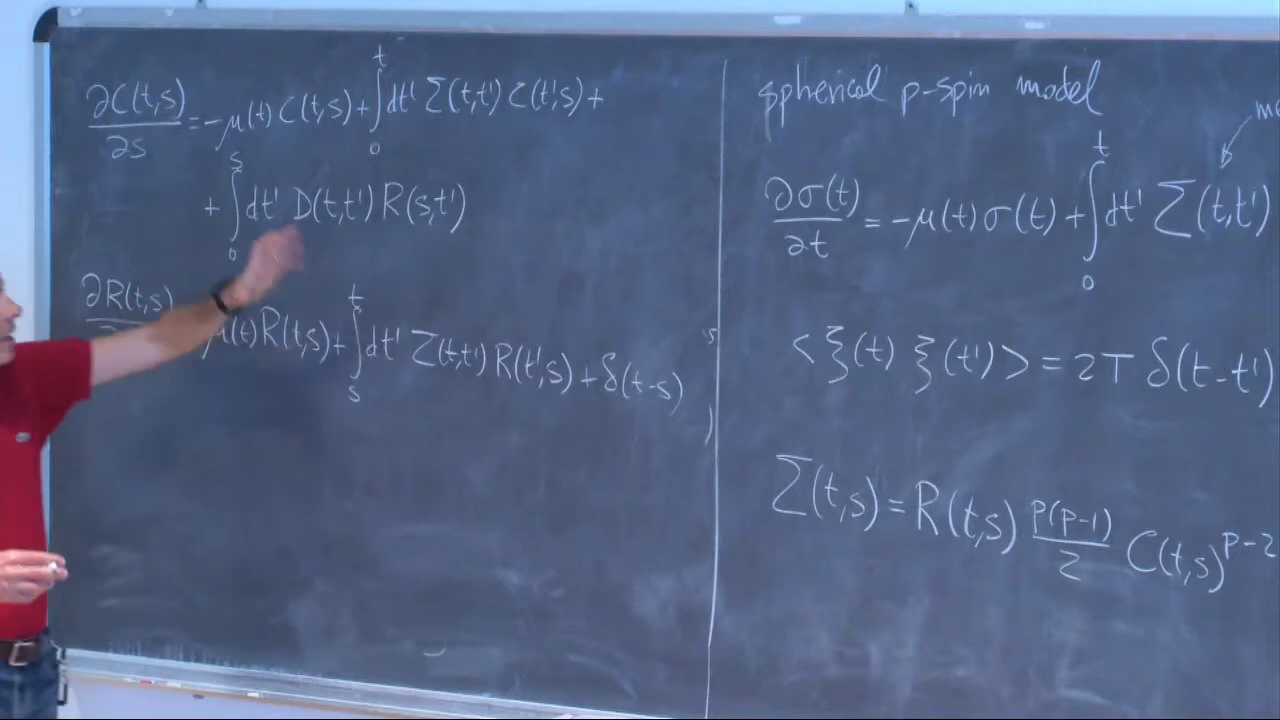 ∂C(t,s)/∂s = -μ(t) C(t,s) + ∫₀ᵗ dt' Σ(t,t') C(t',s) +
+ ∫₀ˢ dt' D(t,t') R(s,t')
∂R(t,s) μ(t) R(t,s) + ∫ₛᵗ dt' Σ(t,t') R(t',s) + δ(t-s)
spherical p-spin model
∂σ(t)/∂t = -μ(t) σ(t) + ∫₀ᵗ dt' Σ(t,t')
<ξ(t) ξ(t')> = 2T δ(t-t')
Σ(t,s) = R(t,s) p(p-1)/2 C(t,s)^{p-2}